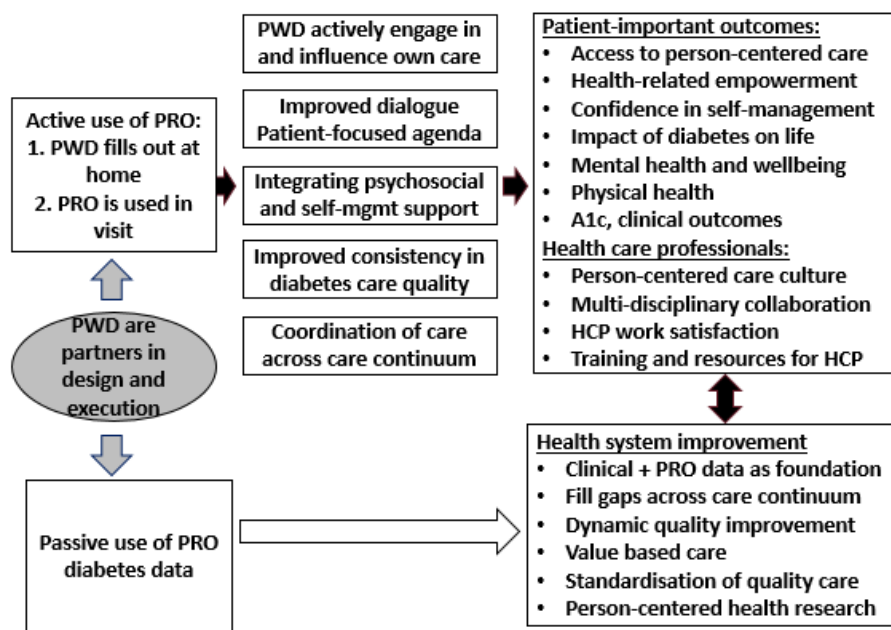 Active use of PRO:
1. PWD fills out at
home
2. PRO is used in
visit
PWD are
partners in
design and
execution
Passive use of PRO
diabetes data
PWD actively engage in
and influence own care
Improved dialogue
Patient-focused agenda
Integrating psychosocial
and self-mgmt support
Improved consistency in
diabetes care quality
Coordination of care
across care continuum
Patient-important outcomes:
• Access to person-centered care
• Health-related empowerment
• Confidence in self-management
• Impact of diabetes on life
• Mental health and wellbeing
• Physical health
• A1c, clinical outcomes
Health care professionals:
• Person-centered care culture
• Multi-disciplinary collaboration
• HCP work satisfaction
• Training and resources for HCP
Health system improvement
• Clinical + PRO data as foundation
• Fill gaps across care continuum
• Dynamic quality improvement
• Value based care
• Standardisation of quality care
• Person-centered health research